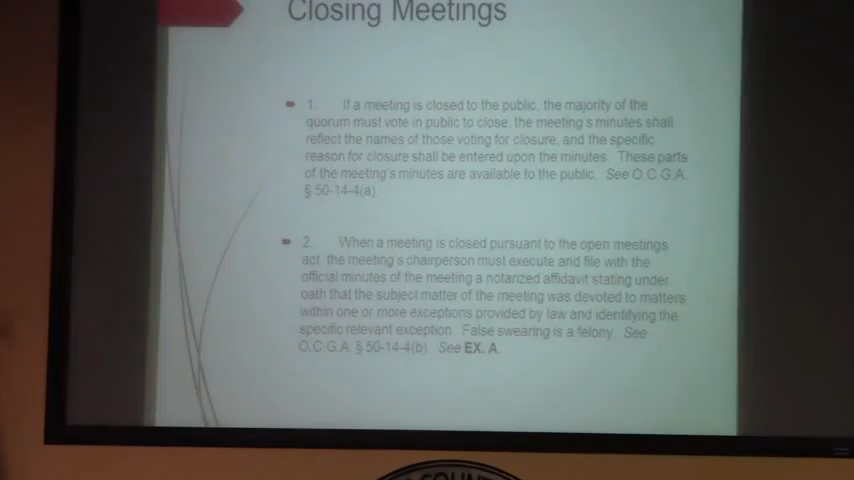 Closing Meetings
1. If a meeting is closed to the public, the majority of the
quorum must vote in public to close, the meeting's minutes shall
reflect the names of those voting for closure, and the specific
reason for closure shall be entered upon the minutes. These parts
of the meeting's minutes are available to the public. See O.C.G.A.
§ 50-14-4(a).
2. When a meeting is closed pursuant to the open meetings
act, the meeting's chairperson must execute and file with the
official minutes of the meeting a notarized affidavit stating under
oath that the subject matter of the meeting was devoted to matters
within one or more exceptions provided by law and identifying the
specific relevant exception. False swearing is a felony. See
O.C.G.A. § 50-14-4(b). See EX. A.